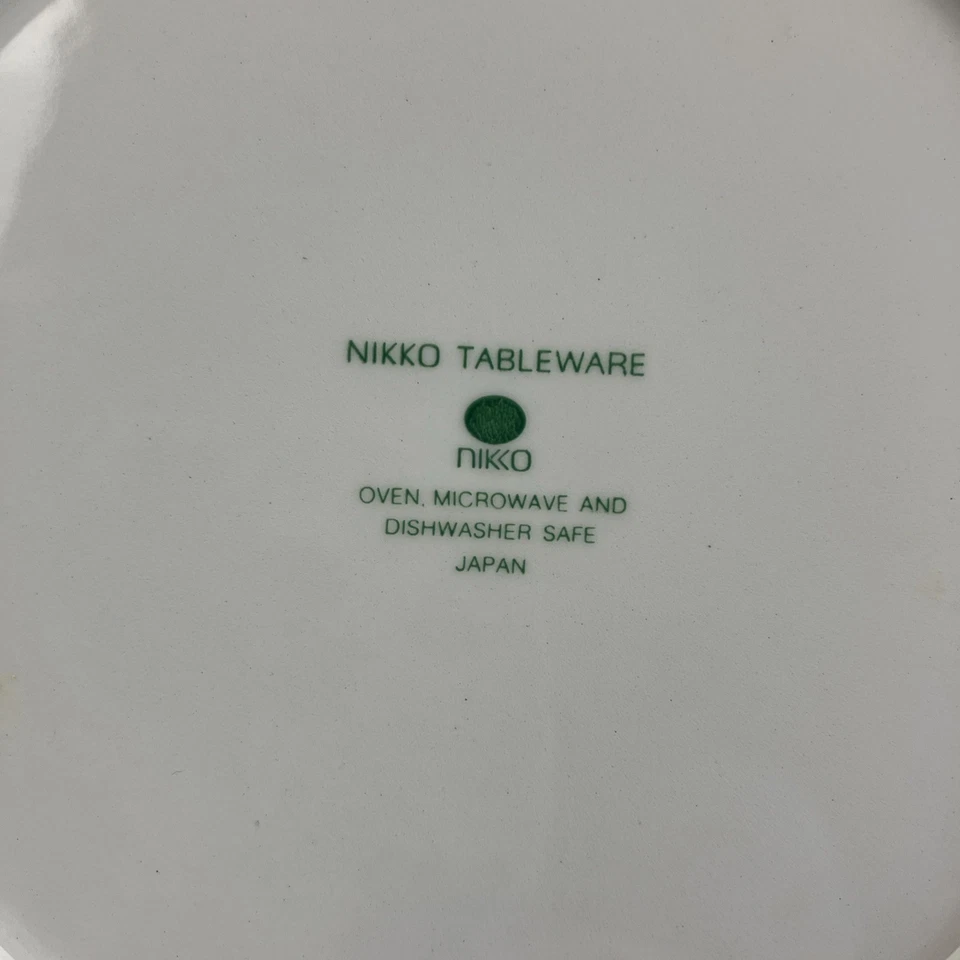 NIKKO TABLEWARE
NIKKO
OVEN, MICROWAVE AND
DISHWASHER SAFE
JAPAN